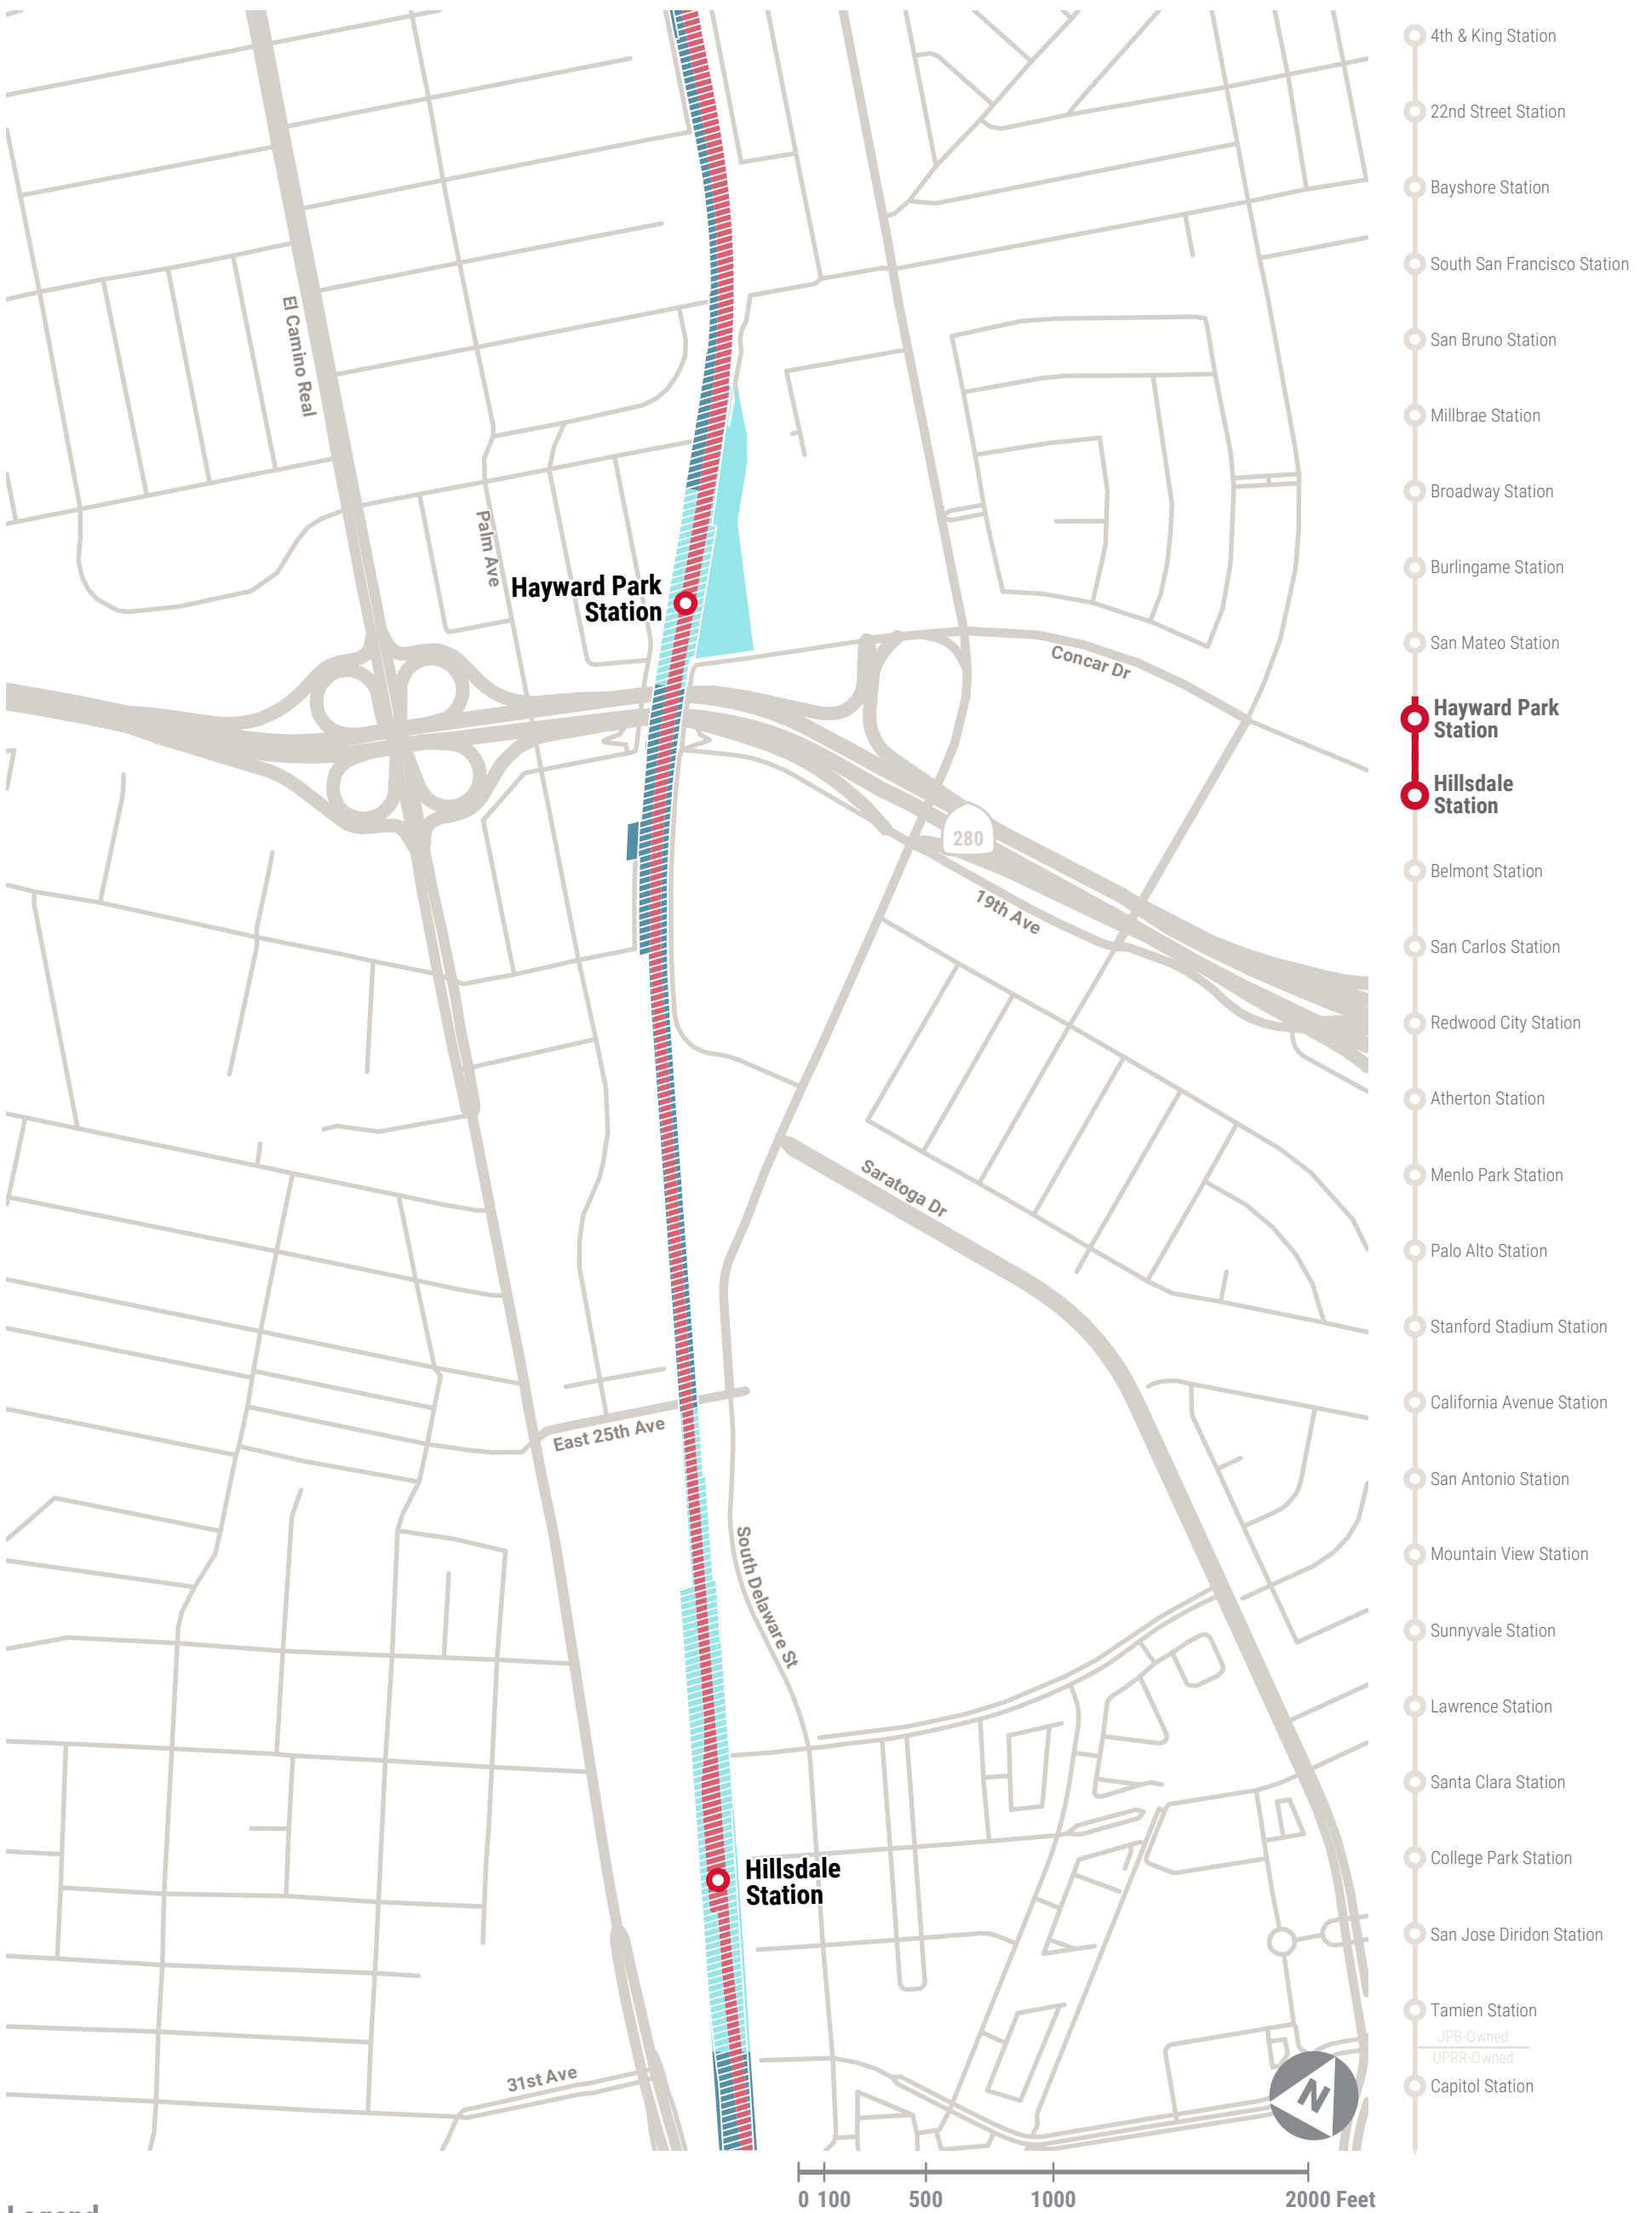 El Camino Real
Palm Ave
Hayward Park
Station
Concar Dr
280
19th Ave
Saratoga Dr
East 25th Ave
South Delaware St
Hillsdale
Station
31st Ave
N
0 100 500 1000 2000 Feet
4th & King Station
22nd Street Station
Bayshore Station
South San Francisco Station
San Bruno Station
Millbrae Station
Broadway Station
Burlingame Station
San Mateo Station
Hayward Park
Station
Hillsdale
Station
Belmont Station
San Carlos Station
Redwood City Station
Atherton Station
Menlo Park Station
Palo Alto Station
Stanford Stadium Station
California Avenue Station
San Antonio Station
Mountain View Station
Sunnyvale Station
Lawrence Station
Santa Clara Station
College Park Station
San Jose Diridon Station
Tamien Station
JPB-Owned
UPRR-Owned
Capitol Station
Legend